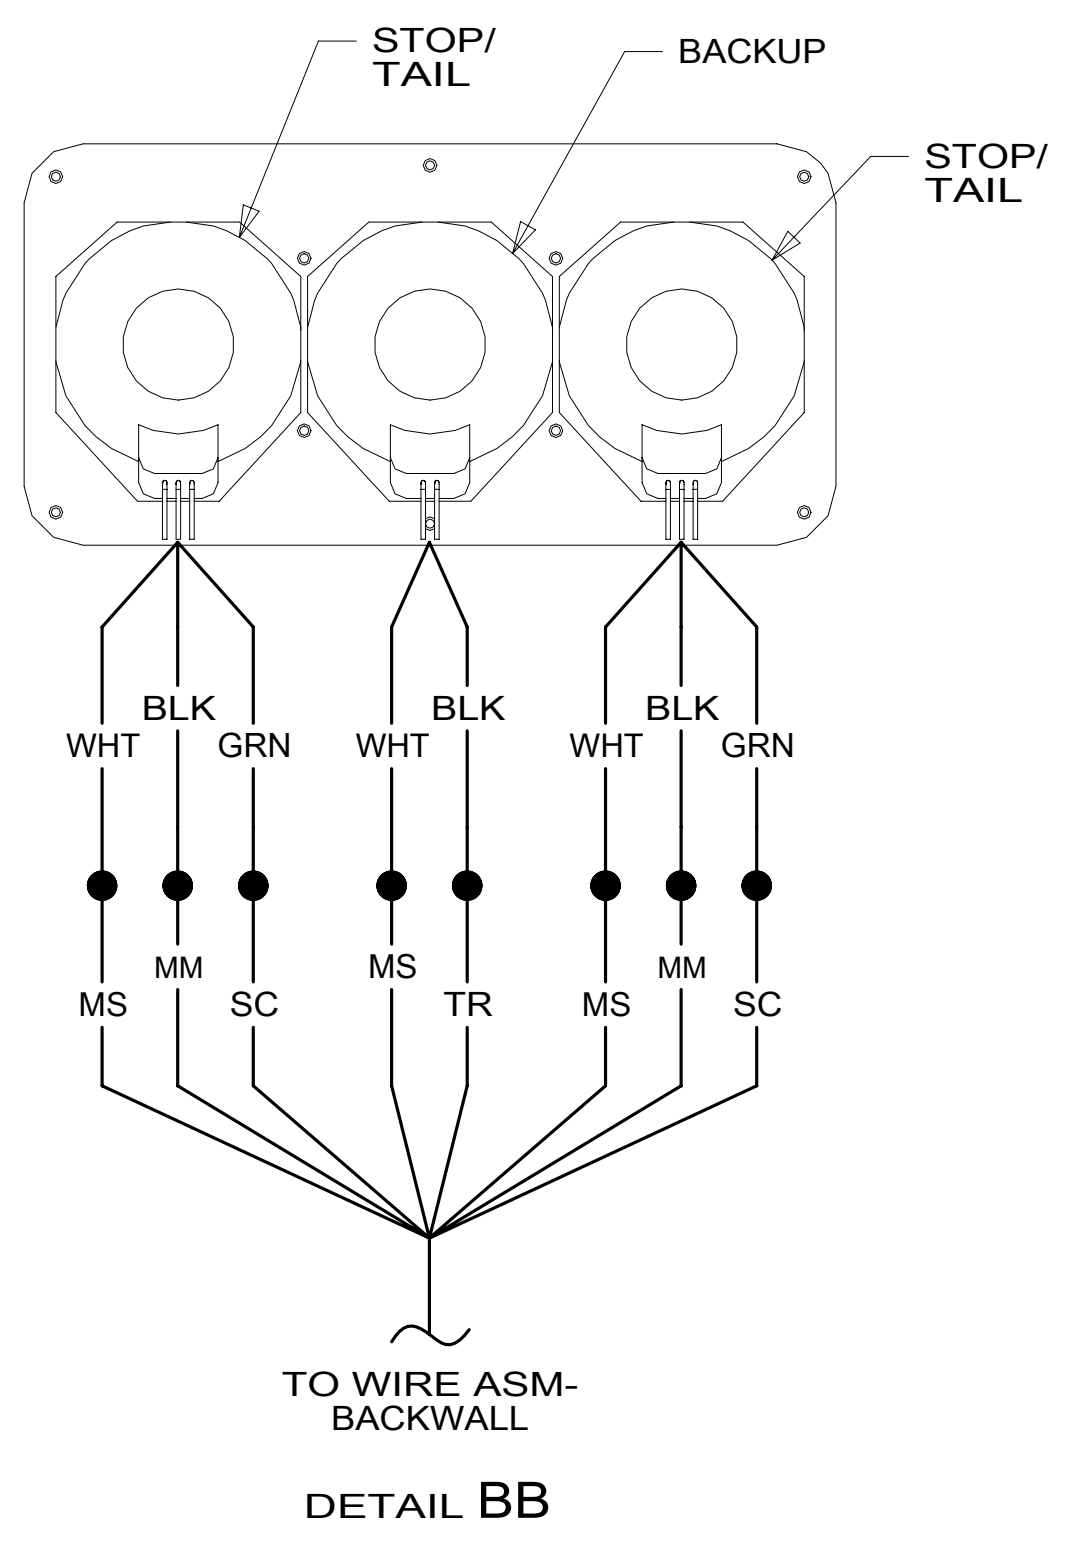 STOP/
TAIL
BACKUP
STOP/
TAIL
BLK
WHT
GRN
BLK
WHT
BLK
WHT
GRN
MM
MS
SC
MS
TR
MM
MS
SC
TO WIRE ASM-
BACKWALL
DETAIL BB